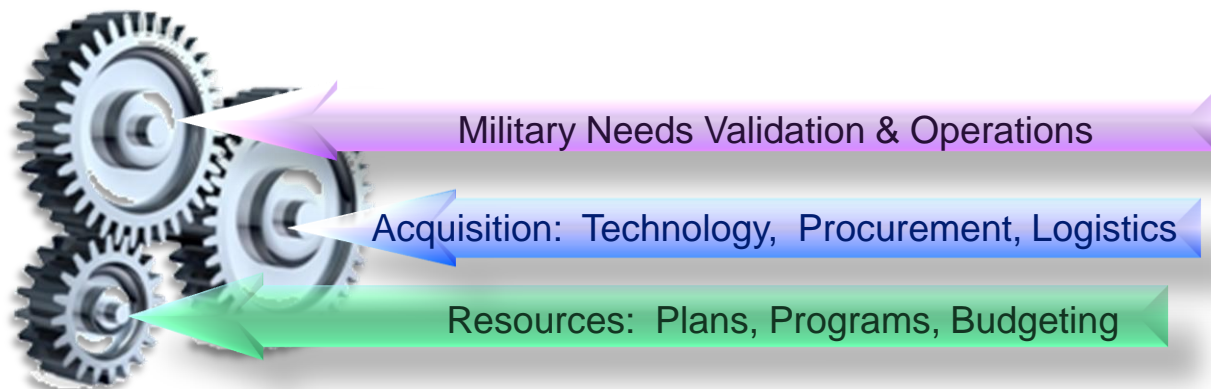 Military Needs Validation & Operations
Acquisition: Technology, Procurement, Logistics
Resources: Plans, Programs, Budgeting